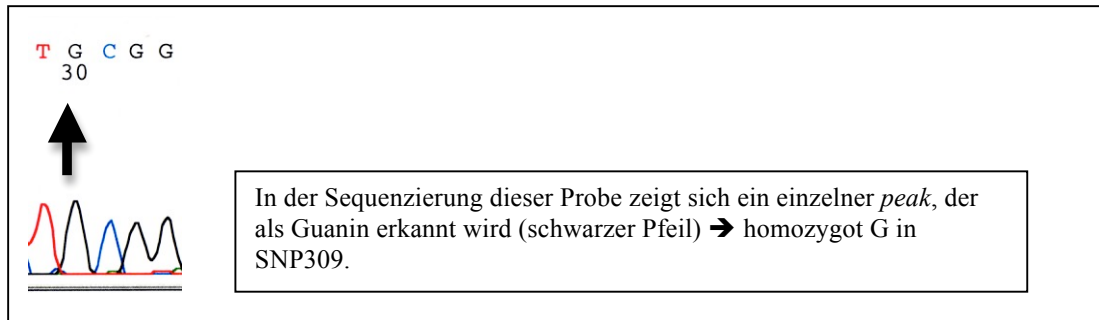 T G C G G
30
In der Sequenzierung dieser Probe zeigt sich ein einzelner peak, der
als Guanin erkannt wird (schwarzer Pfeil) ➔ homozygot G in
SNP309.